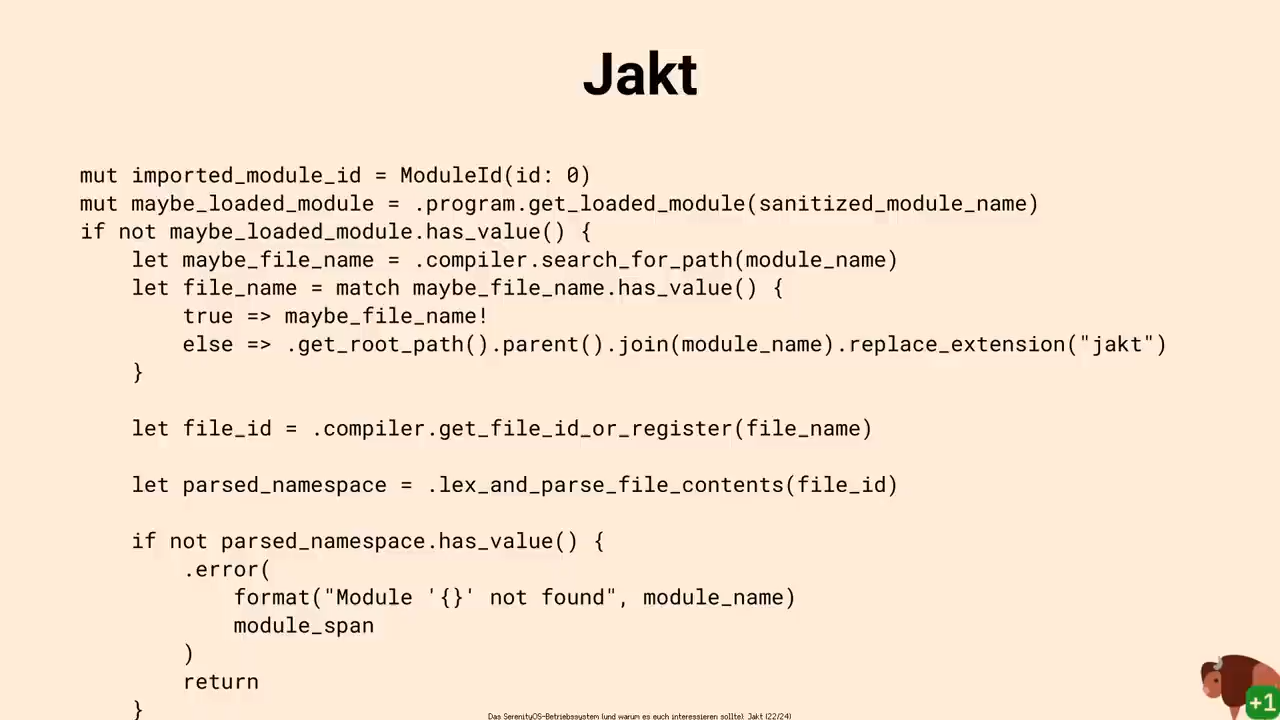 Jakt
mut imported_module_id = ModuleId(id: 0)
mut maybe_loaded_module = .program.get_loaded_module(sanitized_module_name)
if not maybe_loaded_module.has_value() {
    let maybe_file_name = .compiler.search_for_path(module_name)
    let file_name = match maybe_file_name.has_value() {
        true => maybe_file_name!
        else => .get_root_path().parent().join(module_name).replace_extension("jakt")
    }
    let file_id = .compiler.get_file_id_or_register(file_name)
    let parsed_namespace = .lex_and_parse_file_contents(file_id)
    if not parsed_namespace.has_value() {
        .error(
            format("Module '{}' not found", module_name)
            module_span
        )
        return
    }
+1
Das SerenityOS-Betriebssystem (und warum es euch interessieren sollte): Jakt (22/24)